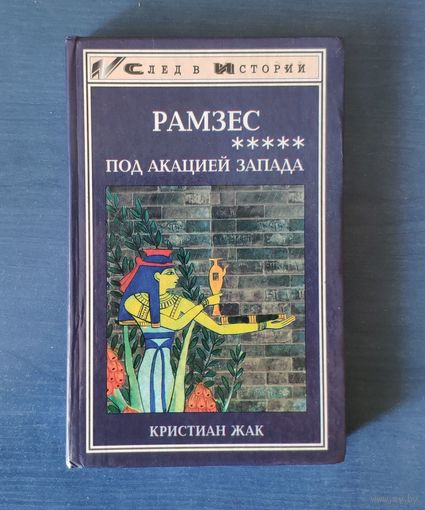 След в Истории
РАМЗЕС
*****
ПОД АКАЦИЕЙ ЗАПАДА
КРИСТИАН ЖАК